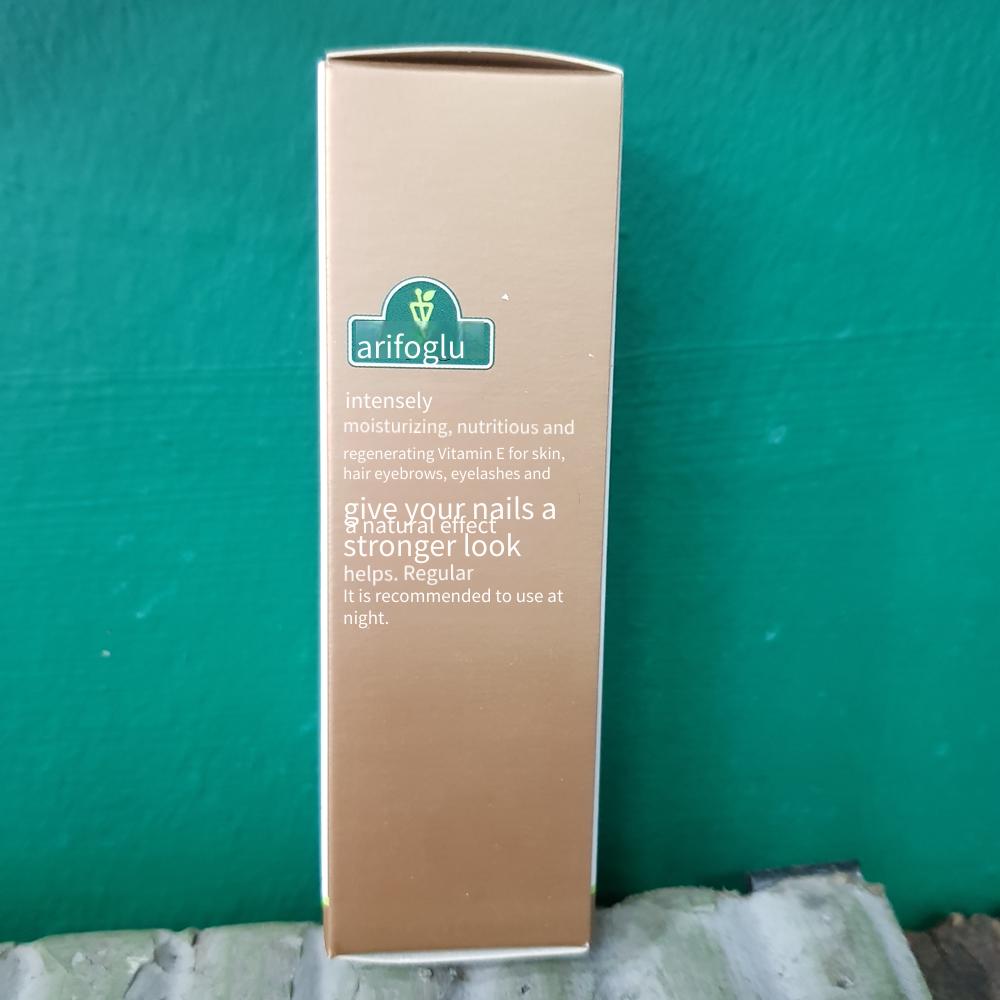 arifoglu
intensely
moisturizing, nutritious and
regenerating Vitamin E for skin,
hair eyebrows, eyelashes and
give your nails a
a natural effect
stronger look
helps. Regular
It is recommended to use at
night.